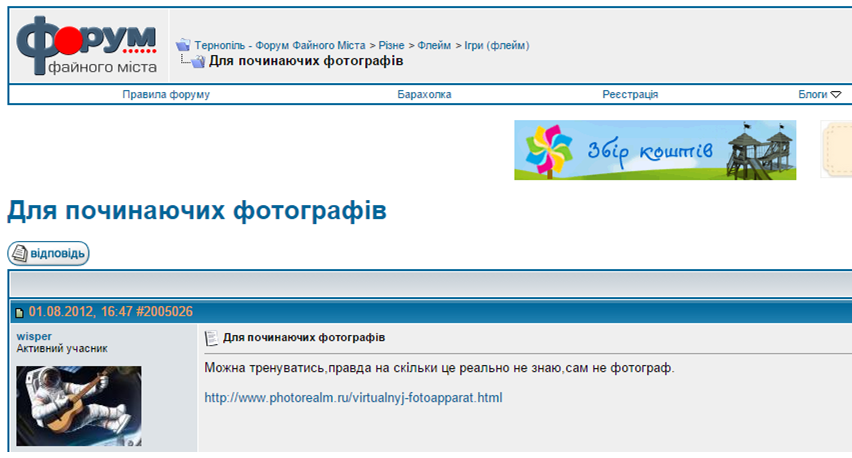 форум
файного міста
Тернопіль - Форум Файного Міста > Різне > Флейм > Ігри (флейм)
Для починаючих фотографів
Правила форуму Барахолка Реєстрація Блоги
Збір коштів
Для починаючих фотографів
відповідь
01.08.2012, 16:47 #2005026
wisper
Активний учасник
Для починаючих фотографів
Можна тренуватись,правда на скільки це реально не знаю,сам не фотограф.
http://www.photorealm.ru/virtualnyj-fotoapparat.html